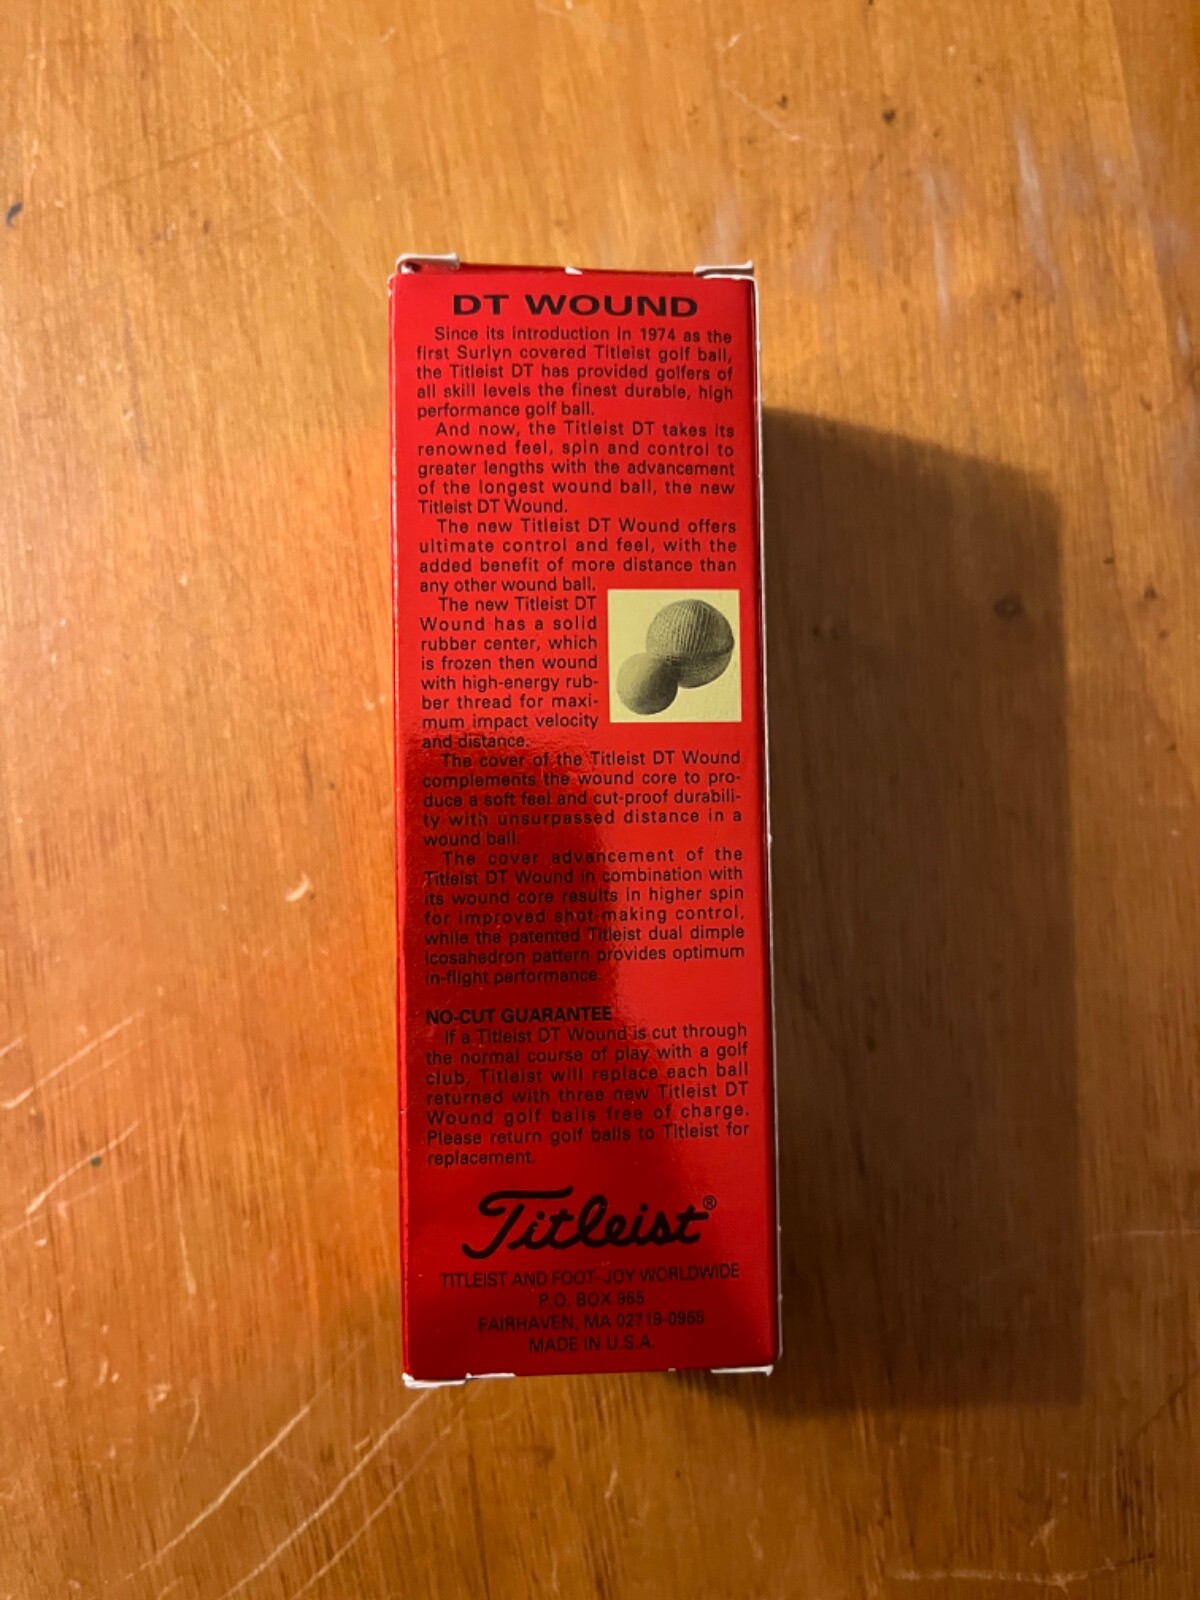 DT WOUND
Since its introduction in 1974 as the
first Surlyn covered Titleist golf ball,
the Titleist DT has provided golfers of
all skill levels the finest durable, high
performance golf ball.
And now, the Titleist DT takes its
renowned feel, spin and control to
greater lengths with the advancement
of the longest wound ball, the new
Titleist DT Wound.
The new Titleist DT Wound offers
ultimate control and feel, with the
added benefit of more distance than
any other wound ball.
The new Titleist DT
Wound has a solid
rubber center, which
is frozen then wound
with high-energy rub-
ber thread for maxi-
mum impact velocity
and distance.
The cover of the Titleist DT Wound
complements the wound core to pro-
duce a soft feel and cut-proof durabili-
ty with unsurpassed distance in a
wound ball.
The cover advancement of the
Titleist DT Wound in combination with
its wound core results in higher spin
for improved shot-making control,
while the patented Titleist dual dimple
Icosahedron pattern provides optimum
in-flight performance.
NO-CUT GUARANTEE
If a Titleist DT Wound is cut through
the normal course of play with a golf
club, Titleist will replace each ball
returned with three new Titleist DT
Wound golf balls free of charge.
Please return golf balls to Titleist for
replacement.
Titleist®
TITLEIST AND FOOT-JOY WORLDWIDE
P.O. BOX 965
FAIRHAVEN, MA 02719-0965
MADE IN U.S.A.